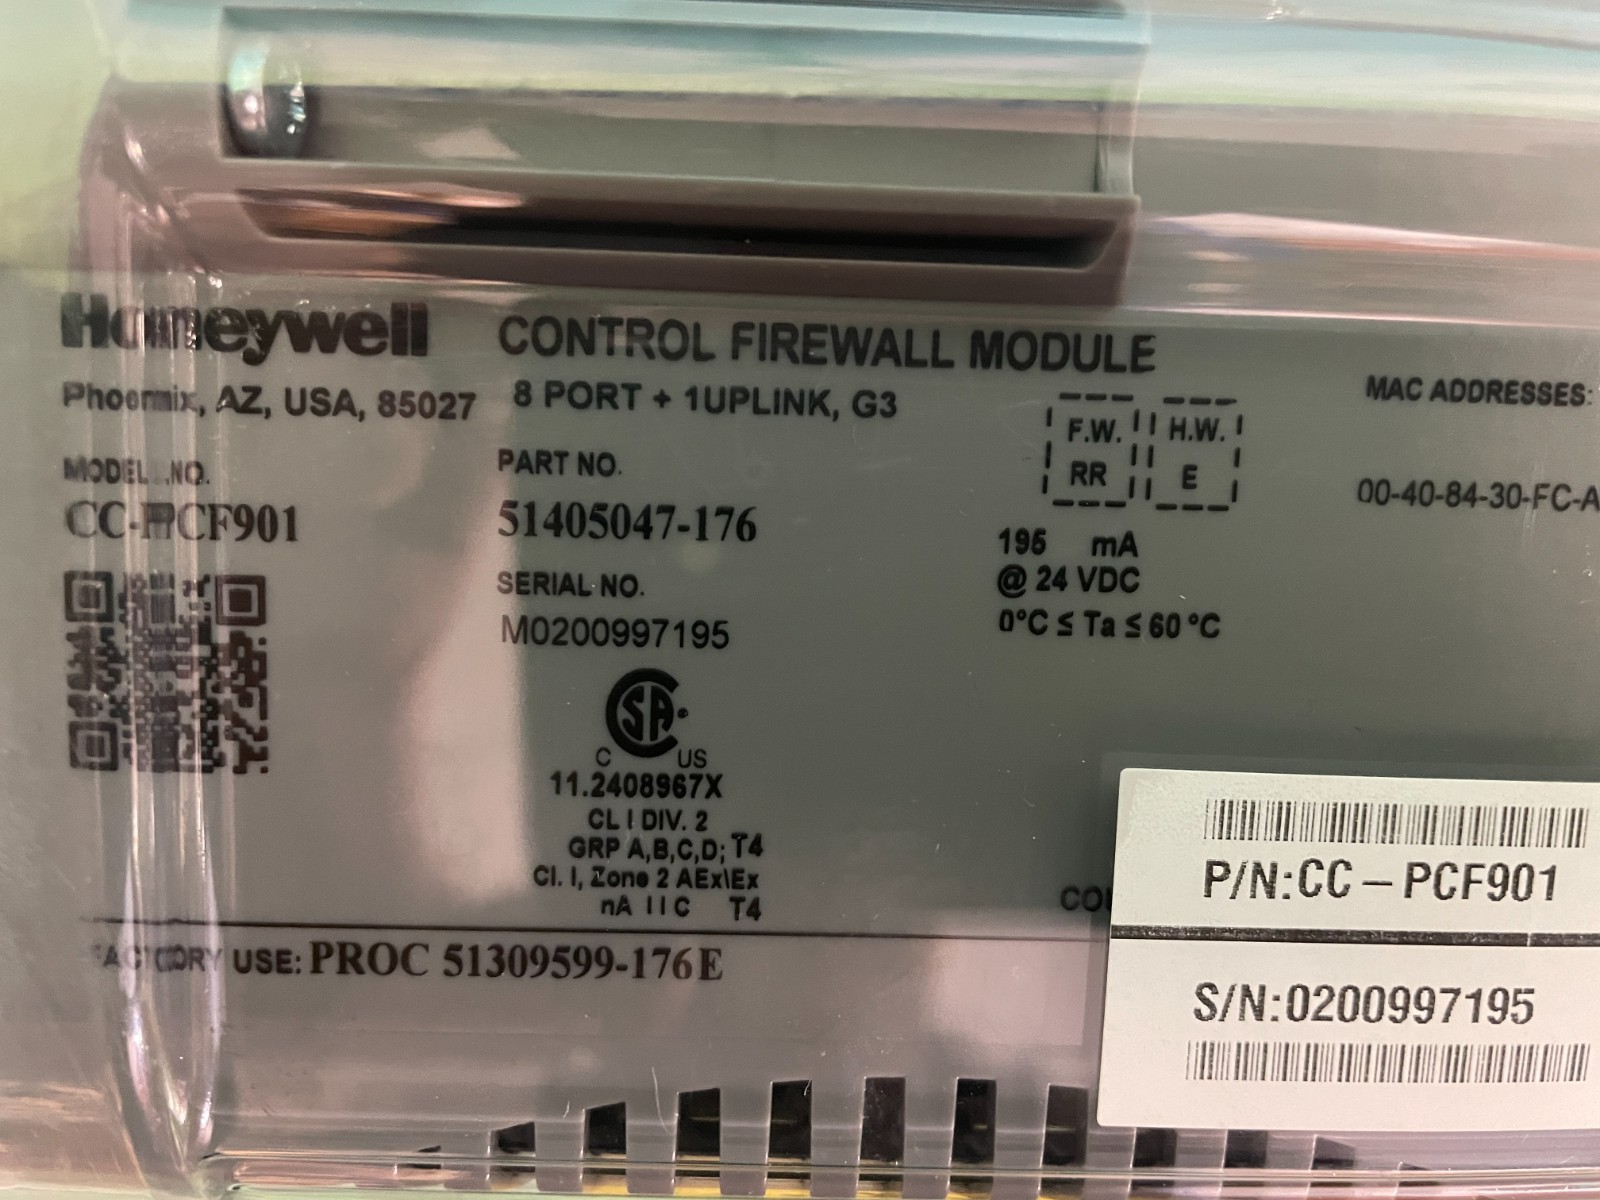 Honeywell
CONTROL FIREWALL MODULE
Phoenix, AZ, USA, 85027
8 PORT + 1UPLINK, G3
MODEL NO.
CC-PCF901
PART NO.
51405047-176
SERIAL NO.
M0200997195
F.W. H.W.
RR E
195 mA
@ 24 VDC
0°C ≤ Ta ≤ 60 °C
MAC ADDRESSES:
00-40-84-30-FC-A
CSA
C US
11.2408967X
CL I DIV. 2
GRP A,B,C,D; T4
Cl. I, Zone 2 AEx\Ex
nA IIC T4
FACTORY USE: PROC 51309599-176 E
P/N:CC – PCF901
S/N:0200997195